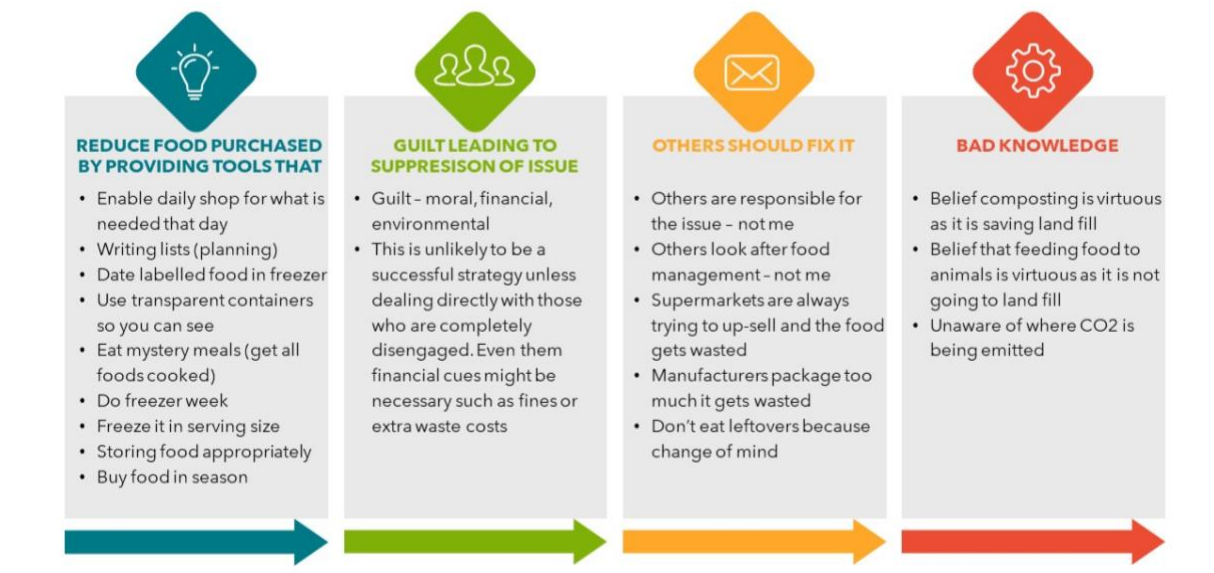 REDUCE FOOD PURCHASED
BY PROVIDING TOOLS THAT
• Enable daily shop for what is
needed that day
• Writing lists (planning)
• Date labelled food in freezer
• Use transparent containers
so you can see
• Eat mystery meals (get all
foods cooked)
• Do freezer week
• Freeze it in serving size
• Storing food appropriately
• Buy food in season
GUILT LEADING TO
SUPPRESISON OF ISSUE
• Guilt – moral, financial,
environmental
• This is unlikely to be a
successful strategy unless
dealing directly with those
who are completely
disengaged. Even them
financial cues might be
necessary such as fines or
extra waste costs
OTHERS SHOULD FIX IT
• Others are responsible for
the issue – not me
• Others look after food
management – not me
• Supermarkets are always
trying to up-sell and the food
gets wasted
• Manufacturers package too
much it gets wasted
• Don't eat leftovers because
change of mind
BAD KNOWLEDGE
• Belief composting is virtuous
as it is saving land fill
• Belief that feeding food to
animals is virtuous as it is not
going to land fill
• Unaware of where CO2 is
being emitted